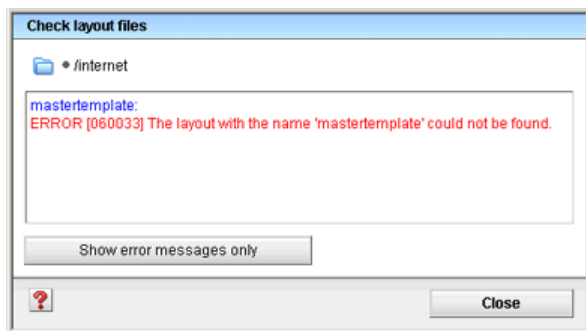 Check layout files
/internet
mastertemplate:
ERROR [060033] The layout with the name 'mastertemplate' could not be found.
Show error messages only
?
Close